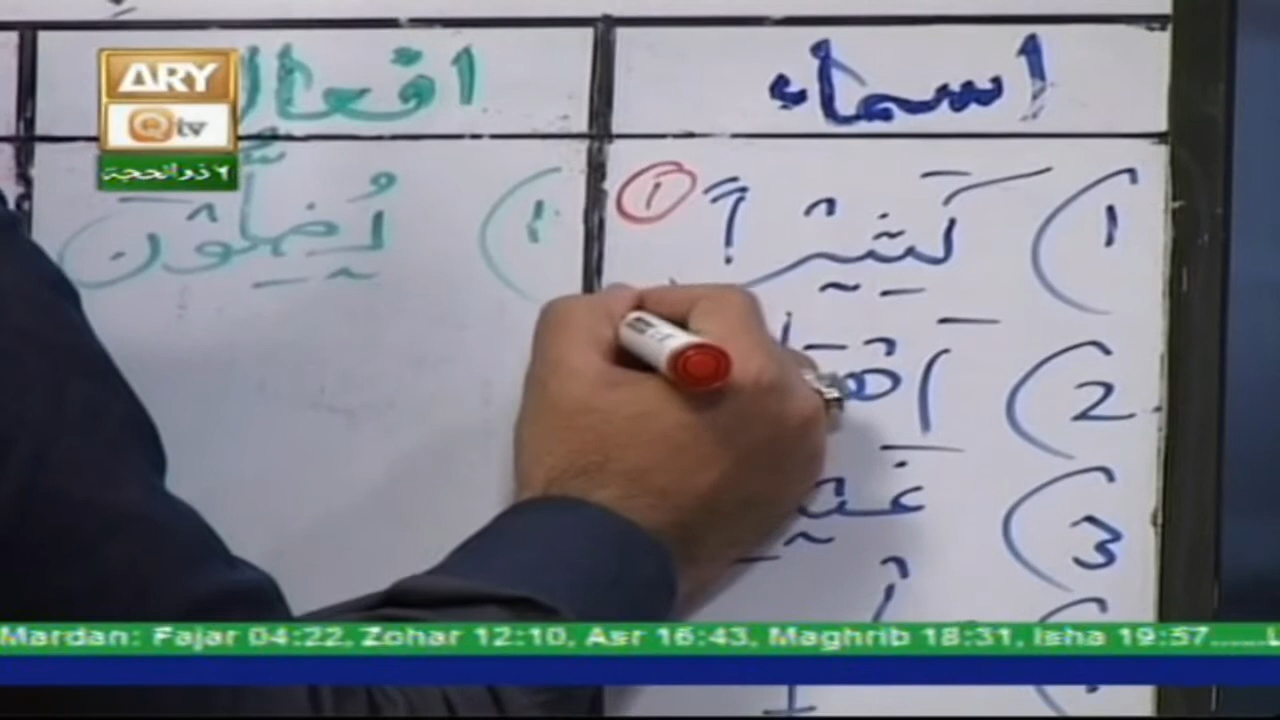 اسماء
افعال
ARY
Qtv
٦ ذوالحجة
١) كَثِيْرًا ①
١) يُضِلُّوْنَ
2)
3)
Mardan: Fajar 04:22, Zohar 12:10, Asr 16:43, Maghrib 18:31, Isha 19:57......L